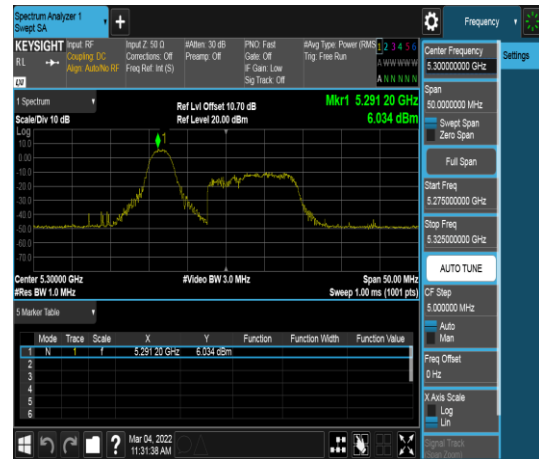 Spectrum Analyzer 1
Swept SA
+
Frequency
KEYSIGHT
RL
Input: RF
Coupling: DC
Align: Auto/No RF
Input Z: 50 Ω
Corrections: Off
Freq Ref: Int (S)
#Atten: 30 dB
Preamp: Off
PNO: Fast
Gate: Off
IF Gain: Low
Sig Track: Off
#Avg Type: Power (RMS)
Trig: Free Run
1 2 3 4 5 6
A W W W W W
A N N N N N
LXI
1 Spectrum
Scale/Div 10 dB
Ref Lvl Offset 10.70 dB
Ref Level 20.00 dBm
Mkr1 5.291 20 GHz
6.034 dBm
Log
10.0
0.00
-10.0
-20.0
-30.0
-40.0
-50.0
-60.0
-70.0
1
Center 5.30000 GHz
#Res BW 1.0 MHz
#Video BW 3.0 MHz
Span 50.00 MHz
Sweep 1.00 ms (1001 pts)
5 Marker Table
Mode Trace Scale X Y Function Function Width Function Value
1 N 1 f 5.291 20 GHz 6.034 dBm
2
3
4
5
6
Mar 04, 2022
11:31:38 AM
?
Center Frequency
5.300000000 GHz
Settings
Span
50.0000000 MHz
Swept Span
Zero Span
Full Span
Start Freq
5.275000000 GHz
Stop Freq
5.325000000 GHz
AUTO TUNE
CF Step
5.000000 MHz
Auto
Man
Freq Offset
0 Hz
X Axis Scale
Log
Lin
Signal Track
(Span Zoom)